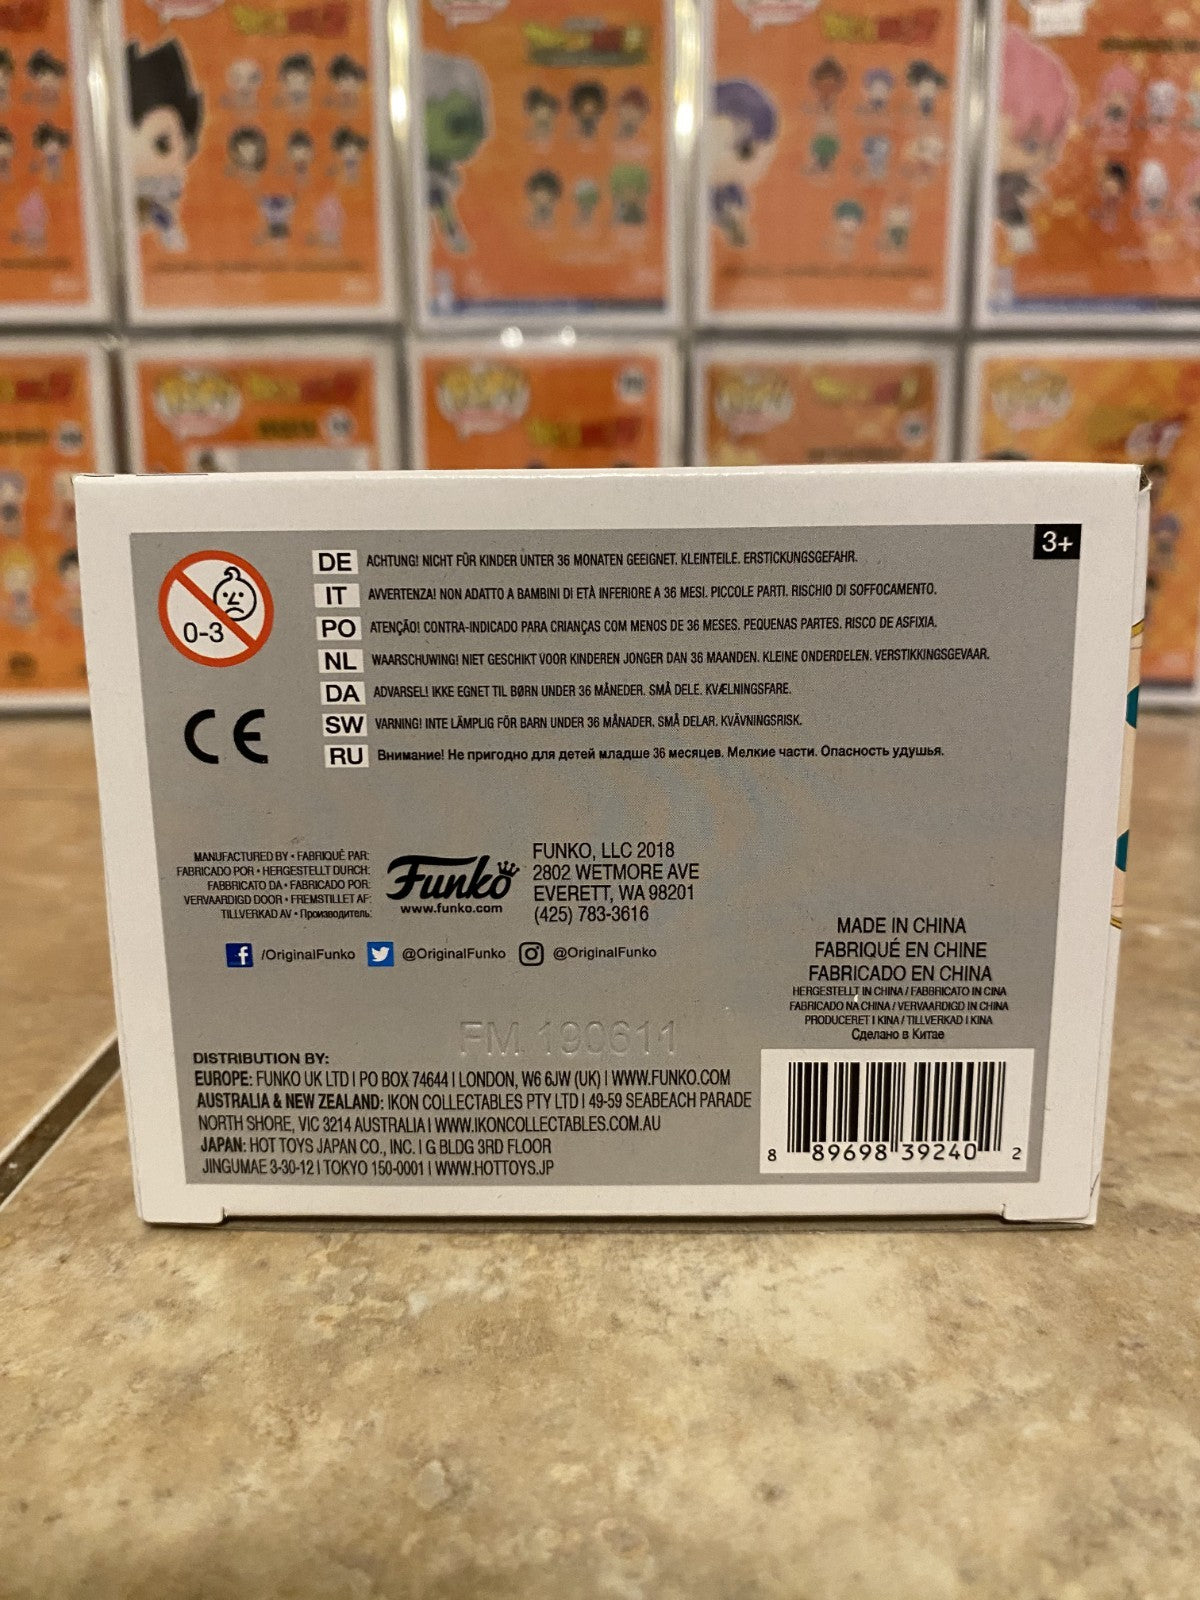 3+
0-3
DE ACHTUNG! NICHT FÜR KINDER UNTER 36 MONATEN GEEIGNET. KLEINTEILE. ERSTICKUNGSGEFAHR.
IT AVVERTENZA! NON ADATTO A BAMBINI DI ETÀ INFERIORE A 36 MESI. PICCOLE PARTI. RISCHIO DI SOFFOCAMENTO.
PO ATENÇÃO! CONTRA-INDICADO PARA CRIANÇAS COM MENOS DE 36 MESES. PEQUENAS PARTES. RISCO DE ASFIXIA.
NL WAARSCHUWING! NIET GESCHIKT VOOR KINDEREN JONGER DAN 36 MAANDEN. KLEINE ONDERDELEN. VERSTIKKINGSGEVAAR.
DA ADVARSEL! IKKE EGNET TIL BØRN UNDER 36 MÅNEDER. SMÅ DELE. KVÆLNINGSFARE.
SW VARNING! INTE LÄMPLIG FÖR BARN UNDER 36 MÅNADER. SMÅ DELAR. KVÄVNINGSRISK.
RU Внимание! Не пригодно для детей младше 36 месяцев. Мелкие части. Опасность удушья.
CE
MANUFACTURED BY • FABRIQUÉ PAR:
FABRICADO POR • HERGESTELLT DURCH:
FABBRICATO DA • FABRICADO POR:
VERVAARDIGD DOOR • FREMSTILLET AF:
TILLVERKAD AV • Производитель:
Funko
www.funko.com
FUNKO, LLC 2018
2802 WETMORE AVE
EVERETT, WA 98201
(425) 783-3616
/OriginalFunko @OriginalFunko @OriginalFunko
MADE IN CHINA
FABRIQUÉ EN CHINE
FABRICADO EN CHINA
HERGESTELLT IN CHINA / FABBRICATO IN CINA
FABRICADO NA CHINA / VERVAARDIGD IN CHINA
PRODUCERET I KINA / TILLVERKAD I KINA
Сделано в Китае
FM 190611
DISTRIBUTION BY:
EUROPE: FUNKO UK LTD | PO BOX 74644 | LONDON, W6 6JW (UK) | WWW.FUNKO.COM
AUSTRALIA & NEW ZEALAND: IKON COLLECTABLES PTY LTD | 49-59 SEABEACH PARADE
NORTH SHORE, VIC 3214 AUSTRALIA | WWW.IKONCOLLECTABLES.COM.AU
JAPAN: HOT TOYS JAPAN CO., INC. | G BLDG 3RD FLOOR
JINGUMAE 3-30-12 | TOKYO 150-0001 | WWW.HOTTOYS.JP
8 89698 39240 2